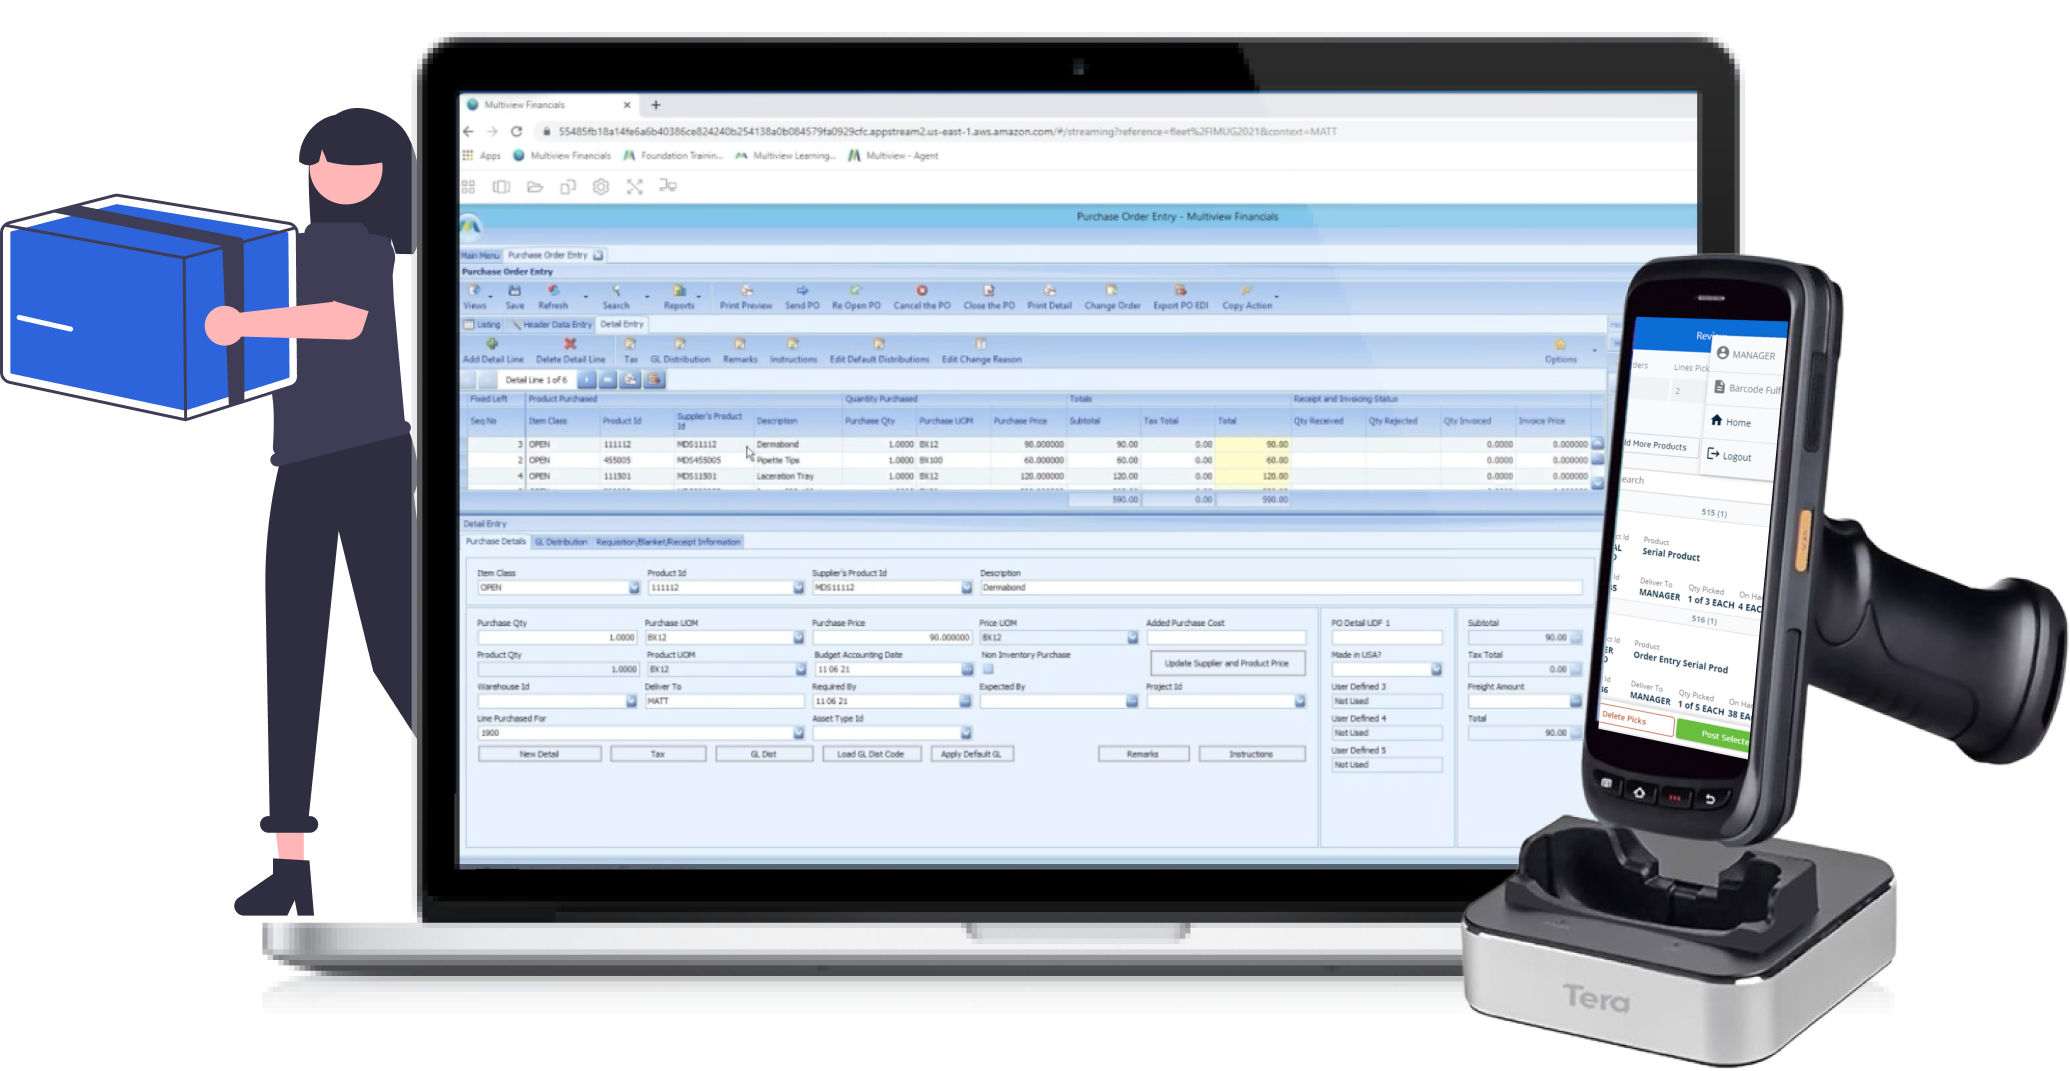 Multiview Financials
55485fb18a14fe6a6b40386ce824240b254138a0b084579fa0929cfc.appstream2.us-east-1.aws.amazon.com/#/streaming?reference=fleet%2FIMUG2021&context=MATT
Apps Multiview Financials Foundation Trainin... Multiview Learning... Multiview - Agent
Purchase Order Entry - Multiview Financials
Main Menu Purchase Order Entry
Purchase Order Entry
Views Save Refresh Search Reports Print Preview Send PO Re Open PO Cancel the PO Close the PO Print Detail Change Order Export PO EDI Copy Action
Listing Header Data Entry Detail Entry
Add Detail Line Delete Detail Line Tax GL Distribution Remarks Instructions Edit Default Distributions Edit Change Reason Options
Detail Line 1 of 6
Fixed Left Product Purchased Quantity Purchased Totals Receipt and Invoicing Status
Seq No Item Class Product Id Supplier's Product Id Description Purchase Qty Purchase UOM Purchase Price Subtotal Tax Total Total Qty Received Qty Rejected Qty Invoiced Invoice Price
3 OPEN 111112 MDS11112 Dermabond 1.0000 BX12 90.000000 90.00 0.00 90.00 0.0000 0.000000
2 OPEN 455005 MDS455005 Pipette Tips 1.0000 BX100 60.000000 60.00 0.00 60.00 0.0000 0.000000
4 OPEN 111501 MDS11501 Laceration Tray 1.0000 BX12 120.000000 120.00 0.00 120.00 0.0000 0.000000
590.00 0.00 590.00
Detail Entry
Purchase Details GL Distribution Requisition/Blanket/Receipt Information
Item Class Product Id Supplier's Product Id Description
OPEN 111112 MDS11112 Dermabond
Purchase Qty Purchase UOM Purchase Price Price UOM Added Purchase Cost PO Detail UDF 1 Subtotal
1.0000 BX12 90.000000 BX12 90.00
Product Qty Product UOM Budget Accounting Date Non Inventory Purchase Update Supplier and Product Price Made in USA? Tax Total
1.0000 BX12 11 06 21 0.00
Warehouse Id Deliver To Required By Expected By Project Id User Defined 3 Freight Amount
MATT 11 06 21 Not Used
Line Purchased For Asset Type Id User Defined 4 Total
1900 Not Used 90.00
New Detail Tax GL Dist Load GL Dist Code Apply Default GL Remarks Instructions User Defined 5
Not Used
MANAGER
Lines Pick
2 Barcode Fulf
Home
ld More Products Logout
earch
515 (1)
Product
Serial Product
Deliver To Qty Picked On Ha
MANAGER 1 of 3 EACH 4 EAC
516 (1)
Product
Order Entry Serial Prod
Deliver To Qty Picked On Ha
MANAGER 1 of 5 EACH 38 EA
Delete Picks Post Selecte
Tera